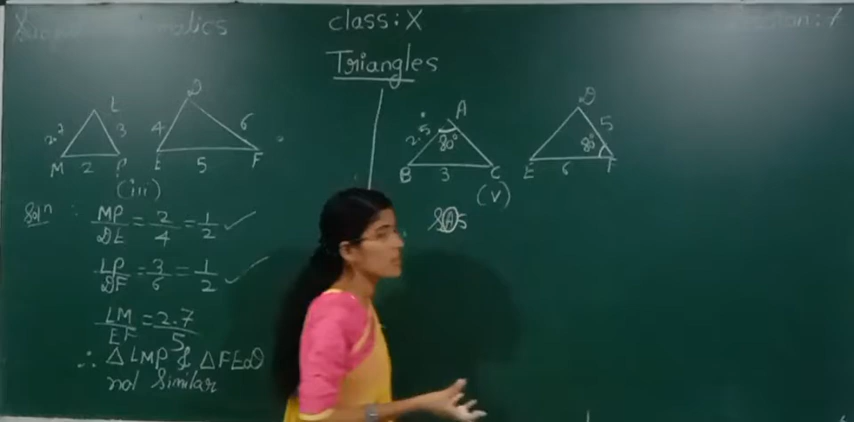 class: X
Triangles
L
2.7
3
M
2
P
(iii)
D
4
6
E
5
F
A
2.5
80°
B
3
C
(v)
D
5
80°
E
6
F
SAS
Soln :
MP/DE = 2/4 = 1/2 ✓
LP/DF = 3/6 = 1/2 ✓
LM/EF = 2.7/5
∴ △LMP & △FED
not similar